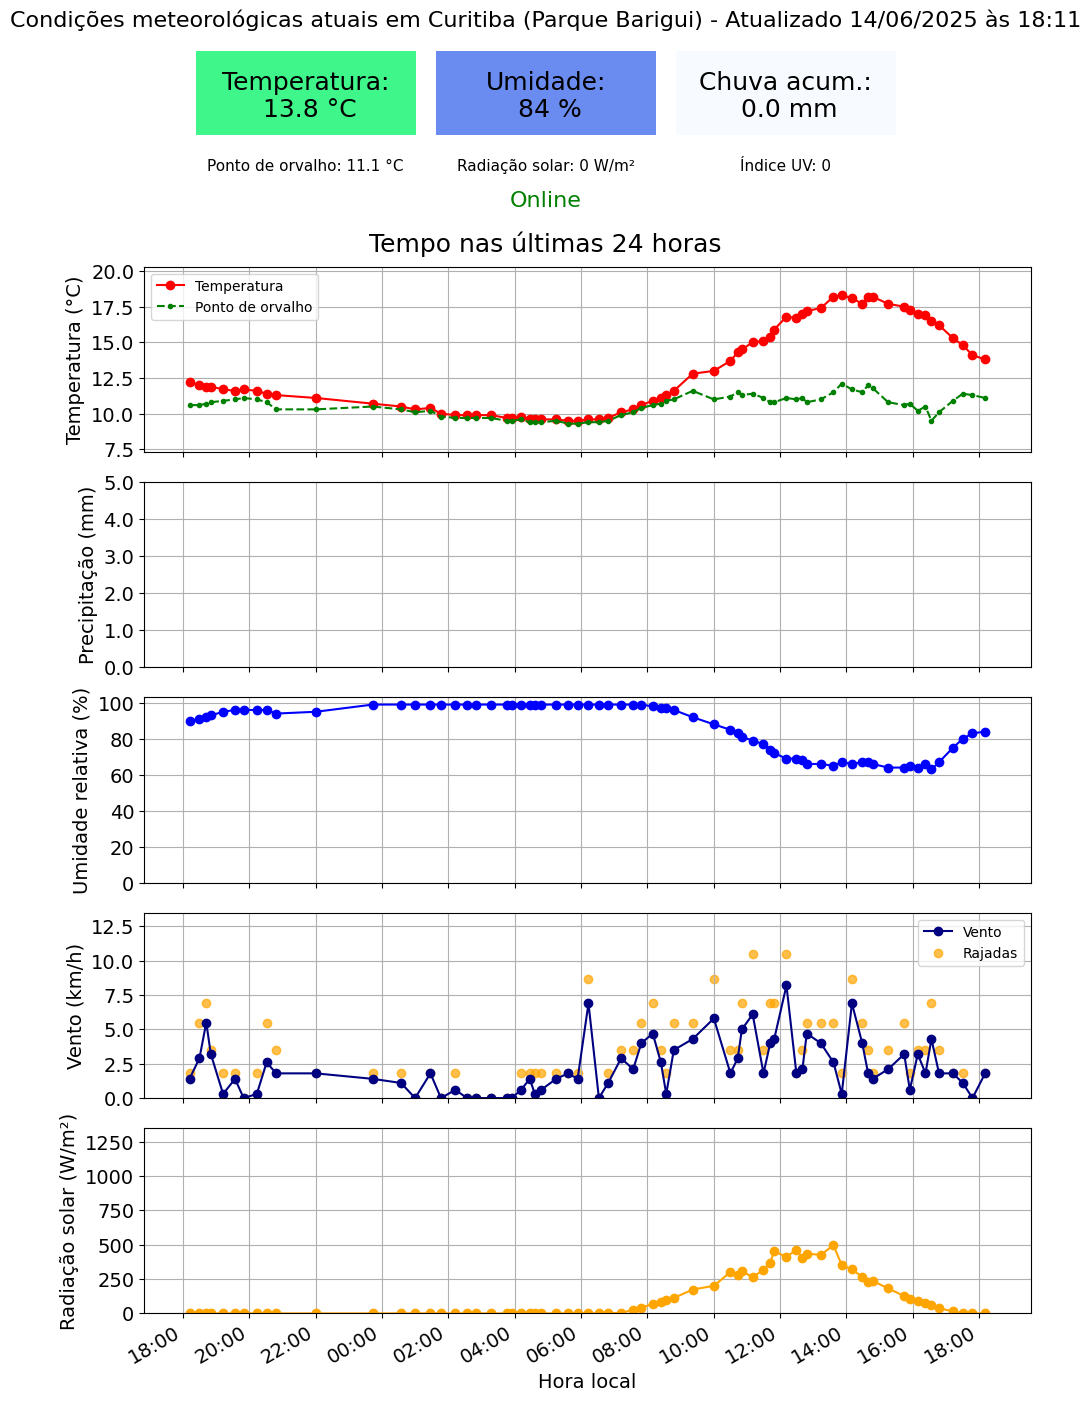 Condições meteorológicas atuais em Curitiba (Parque Barigui) - Atualizado 14/06/2025 às 18:11
Temperatura:
13.8 °C
Umidade:
84 %
Chuva acum.:
0.0 mm
Ponto de orvalho: 11.1 °C
Radiação solar: 0 W/m²
Índice UV: 0
Online
Tempo nas últimas 24 horas
Temperatura (°C)
20.0
17.5
15.0
12.5
10.0
7.5
Temperatura
Ponto de orvalho
Precipitação (mm)
5.0
4.0
3.0
2.0
1.0
0.0
Umidade relativa (%)
100
80
60
40
20
0
Vento (km/h)
12.5
10.0
7.5
5.0
2.5
0.0
Vento
Rajadas
Radiação solar (W/m²)
1250
1000
750
500
250
0
18:00
20:00
22:00
00:00
02:00
04:00
06:00
08:00
10:00
12:00
14:00
16:00
18:00
Hora local